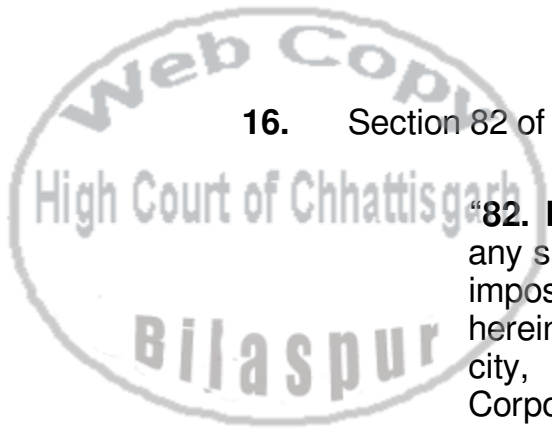 Web Copy
16. Section 82 of
High Court of Chhattisgarh
“82.
any s
impos
herein
city,
Corpo
Bilaspur